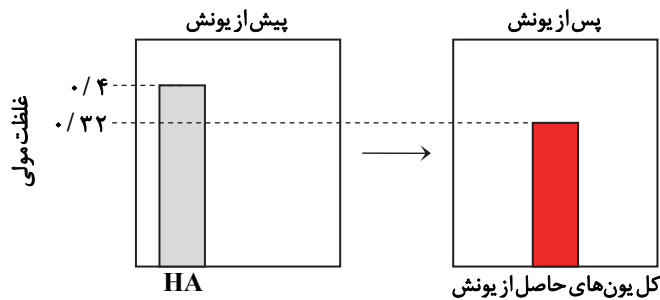 پیش از یونش
پس از یونش
غلظت مولی
۰/۴
۰/۳۲
HA
کل یون‌های حاصل از یونش